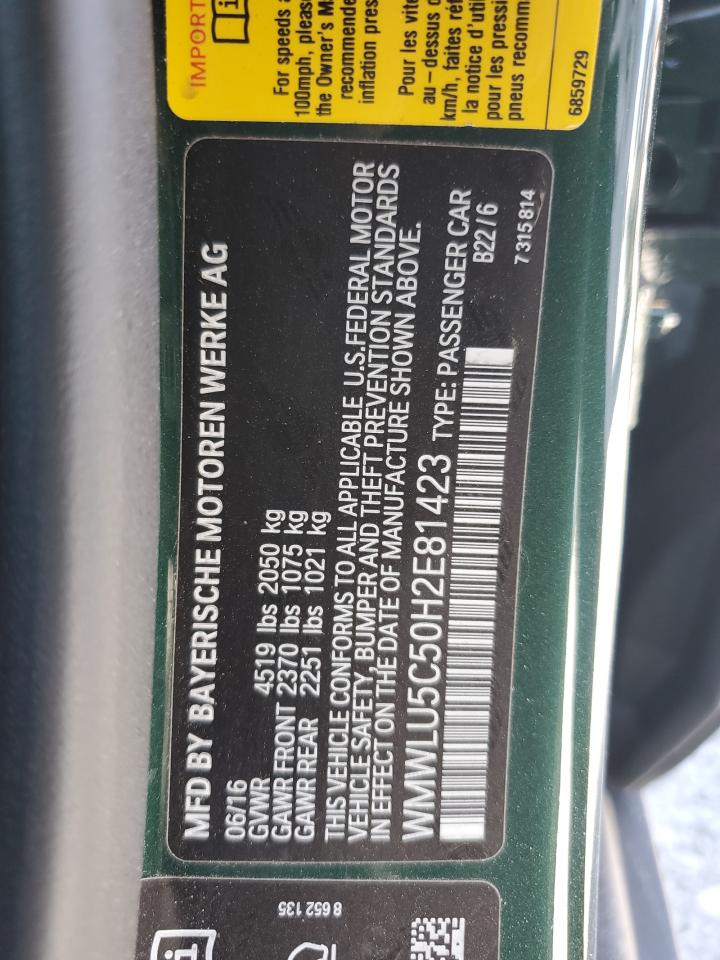 IMPORT
For speeds a
100mph, pleas
the Owner's M
recommende
inflation pres
Pour les vite
au-dessus d
km/h, faites ref
la notice d'util
pour les pressi
pneus recomm
6859729
MFD BY BAYERISCHE MOTOREN WERKE AG
06/16
GVWR 4519 lbs 2050 kg
GAWR FRONT 2370 lbs 1075 kg
GAWR REAR 2251 lbs 1021 kg
THIS VEHICLE CONFORMS TO ALL APPLICABLE U.S.FEDERAL MOTOR
VEHICLE SAFETY, BUMPER AND THEFT PREVENTION STANDARDS
IN EFFECT ON THE DATE OF MANUFACTURE SHOWN ABOVE.
WMWLU5C50H2E81423 TYPE: PASSENGER CAR
B22/6
7 315 814
8 652 135